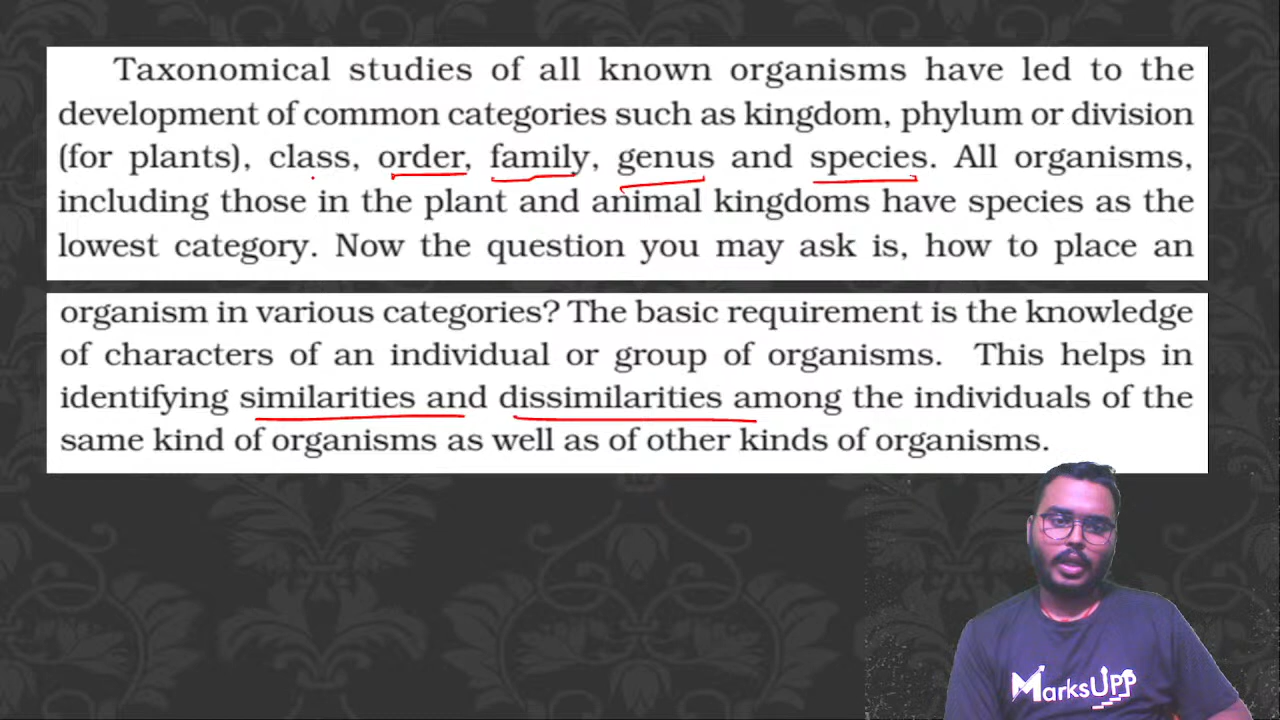 Taxonomical studies of all known organisms have led to the
development of common categories such as kingdom, phylum or division
(for plants), class, order, family, genus and species. All organisms,
including those in the plant and animal kingdoms have species as the
lowest category. Now the question you may ask is, how to place an
organism in various categories? The basic requirement is the knowledge
of characters of an individual or group of organisms. This helps in
identifying similarities and dissimilarities among the individuals of the
same kind of organisms as well as of other kinds of organisms.
MarksUPP